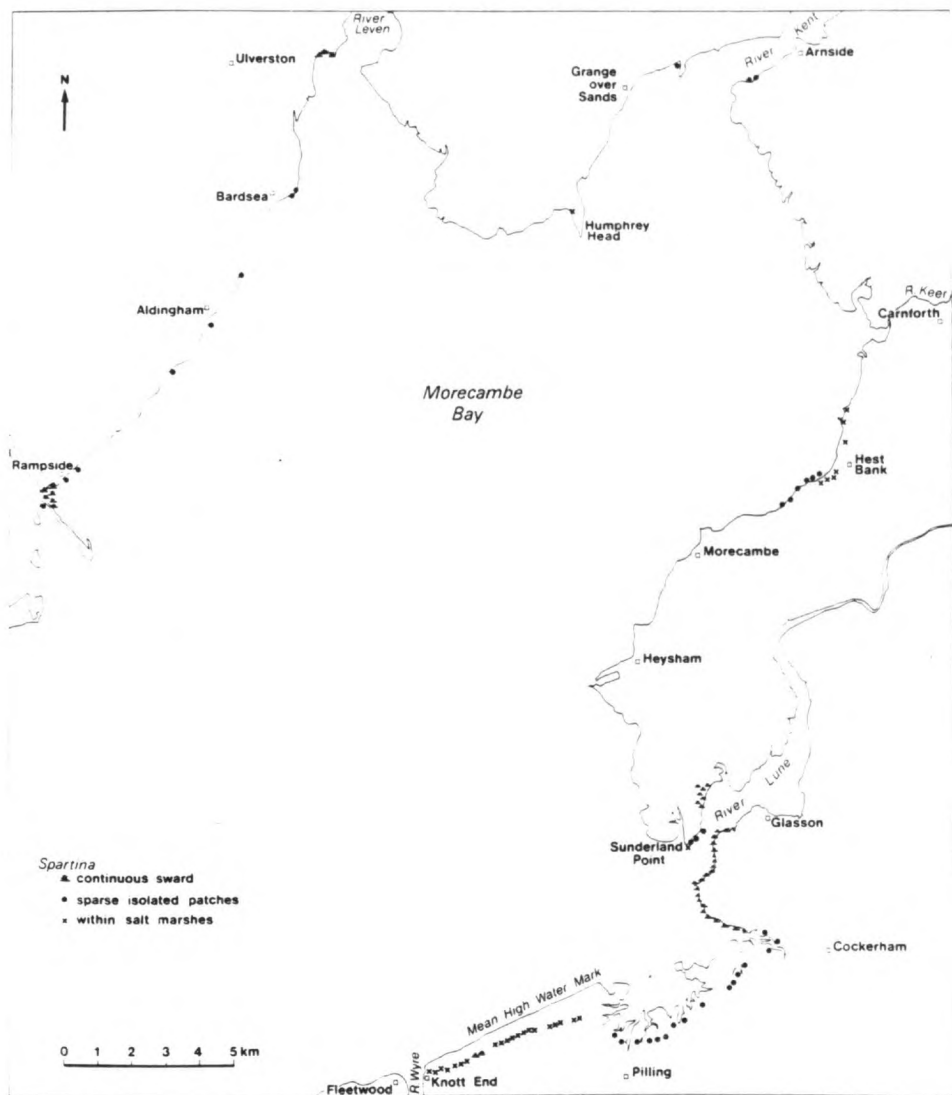 River
Leven
Ulverston
N
Grange
over
Sands
River Kent
Arnside
Bardsea
Humphrey
Head
Aldingham
R. Keer
Carnforth
Morecambe
Bay
Rampside
Hest
Bank
Morecambe
Heysham
River Lune
Glasson
Sunderland
Point
Spartina
continuous sward
sparse isolated patches
within salt marshes
Cockerham
Mean High Water Mark
0 1 2 3 4 5 km
R Wyre
Knott End
Fleetwood
Pilling